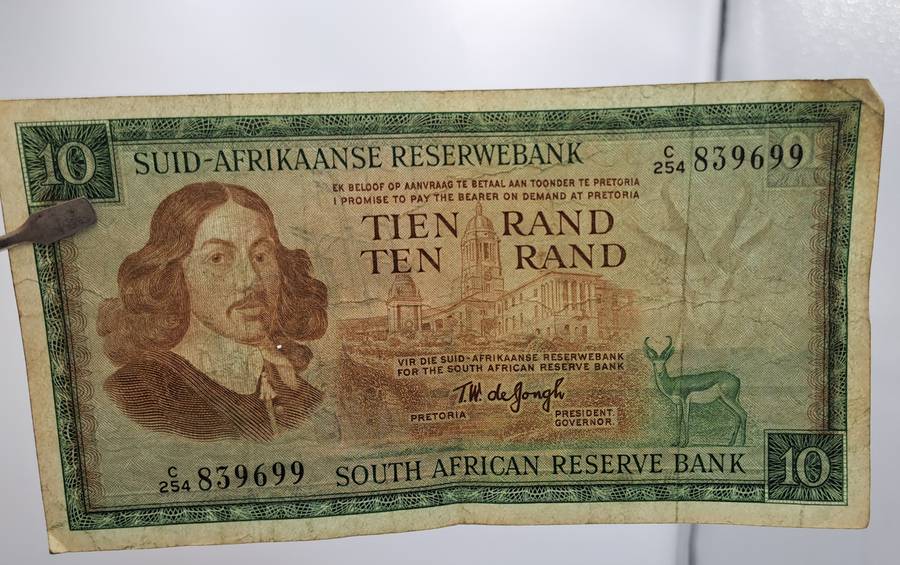 10
SUID-AFRIKAANSE RESERWEBANK
C/254 839699
EK BELOOF OP AANVRAAG TE BETAAL AAN TOONDER TE PRETORIA
I PROMISE TO PAY THE BEARER ON DEMAND AT PRETORIA
TIEN RAND
TEN RAND
VIR DIE SUID-AFRIKAANSE RESERWEBANK
FOR THE SOUTH AFRICAN RESERVE BANK
T.W. de Jongh
PRETORIA
PRESIDENT.
GOVERNOR.
C/254 839699
SOUTH AFRICAN RESERVE BANK
10